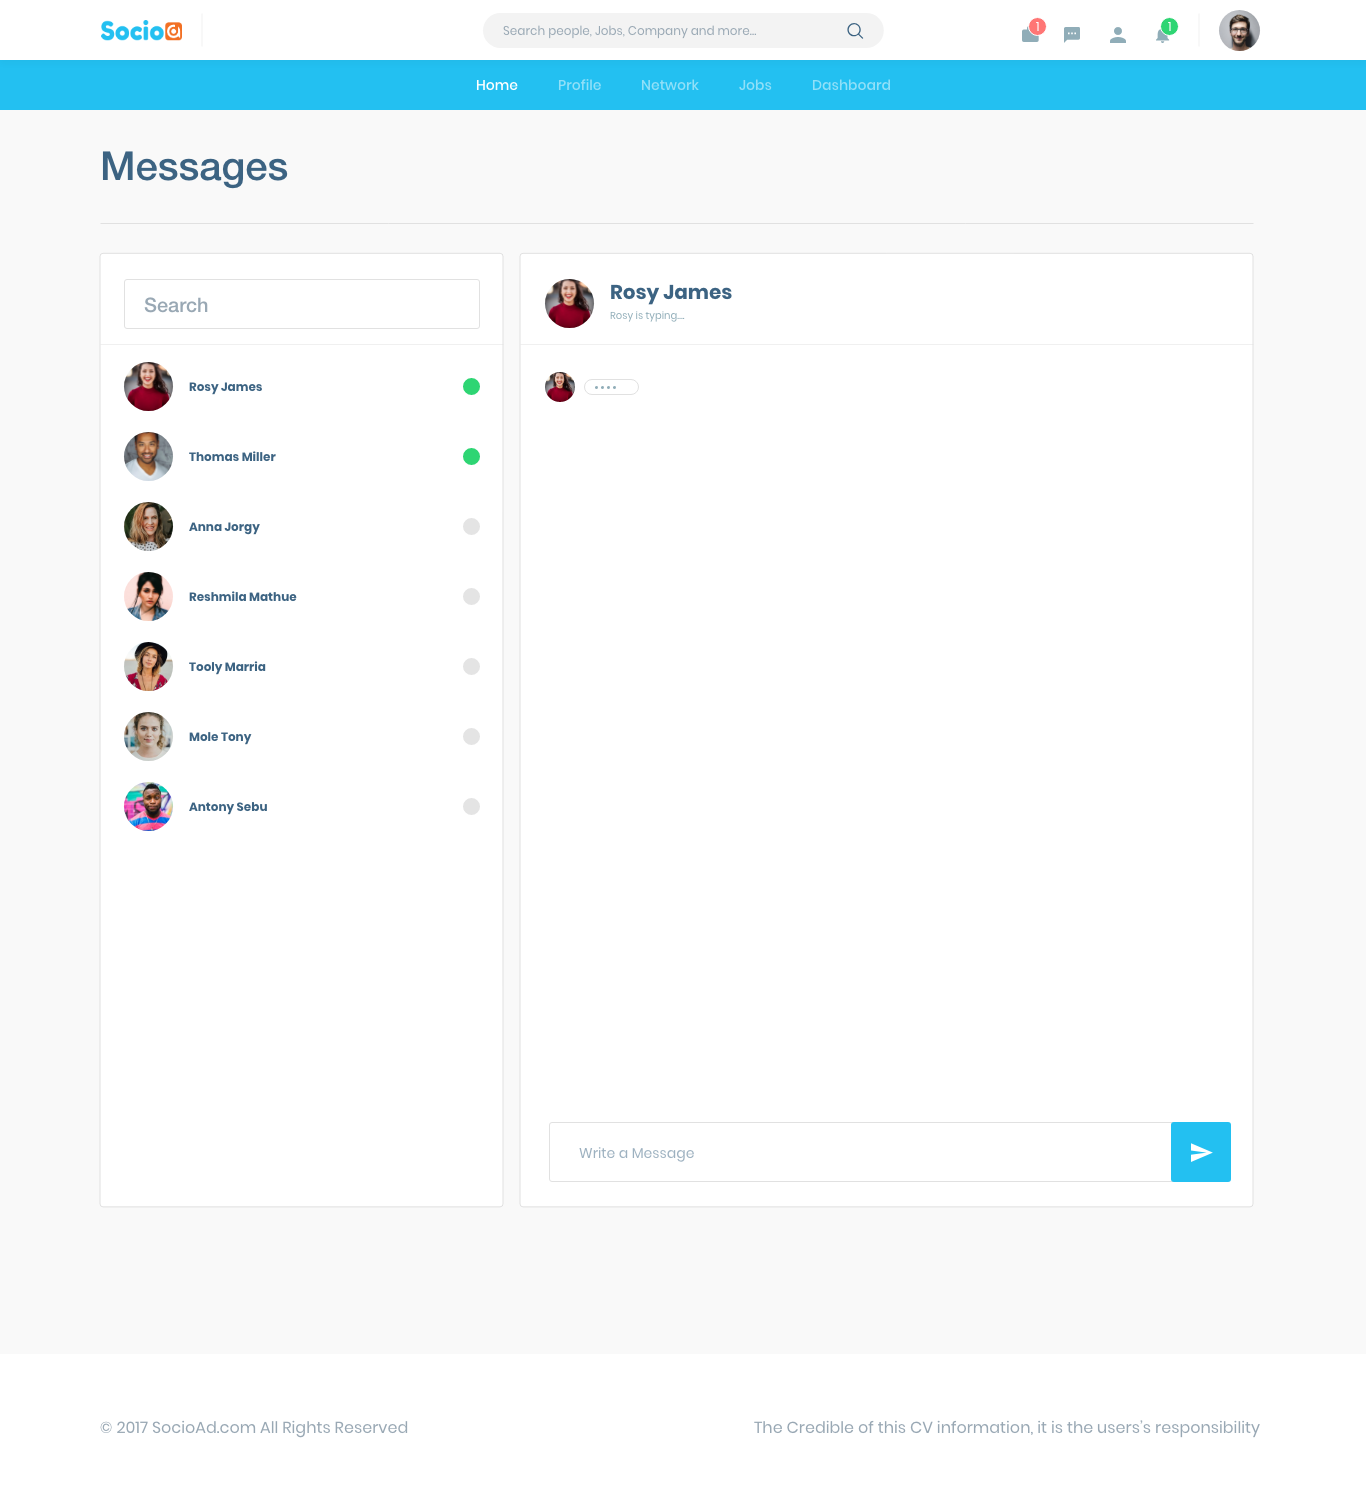 Socioa
Search people, Jobs, Company and more...
1
1
Home Profile Network Jobs Dashboard
Messages
Search
Rosy James
Thomas Miller
Anna Jorgy
Reshmila Mathue
Tooly Marria
Mole Tony
Antony Sebu
Rosy James
Rosy is typing....
Write a Message
© 2017 SocioAd.com All Rights Reserved
The Credible of this CV information, it is the users's responsibility